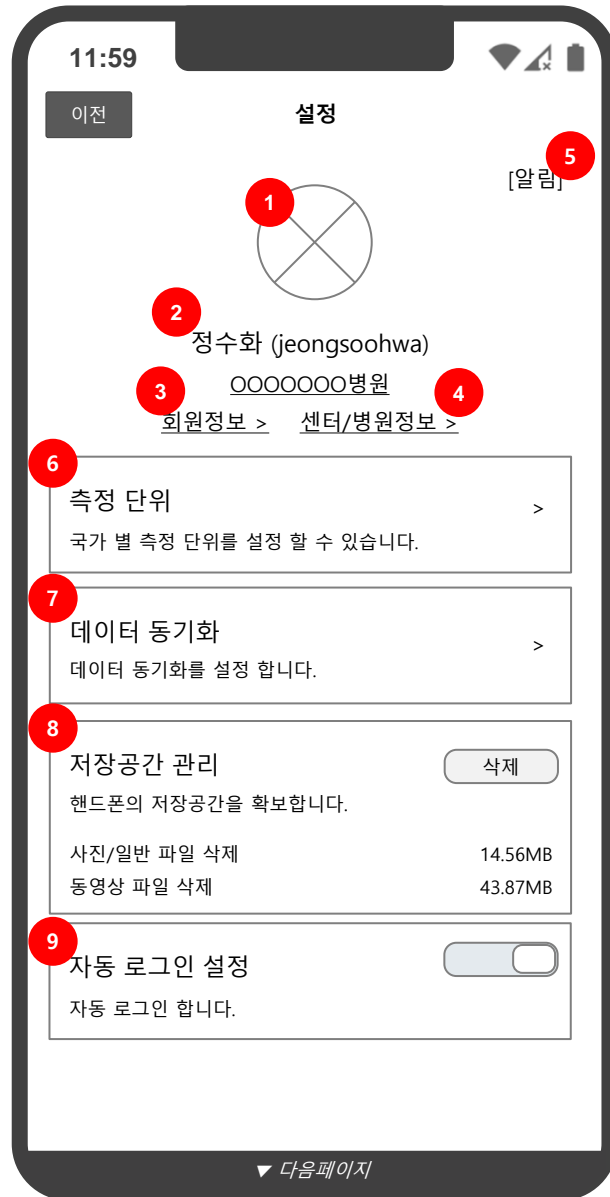 11:59
이전
설정
5
[알림]
1
2
정수화 (jeongsoohwa)
OOOOOOO병원
3
4
회원정보 >
센터/병원정보 >
6
측정 단위
>
국가 별 측정 단위를 설정 할 수 있습니다.
7
데이터 동기화
>
데이터 동기화를 설정 합니다.
8
저장공간 관리
삭제
핸드폰의 저장공간을 확보합니다.
사진/일반 파일 삭제 14.56MB
동영상 파일 삭제 43.87MB
9
자동 로그인 설정
자동 로그인 합니다.
▼ 다음페이지